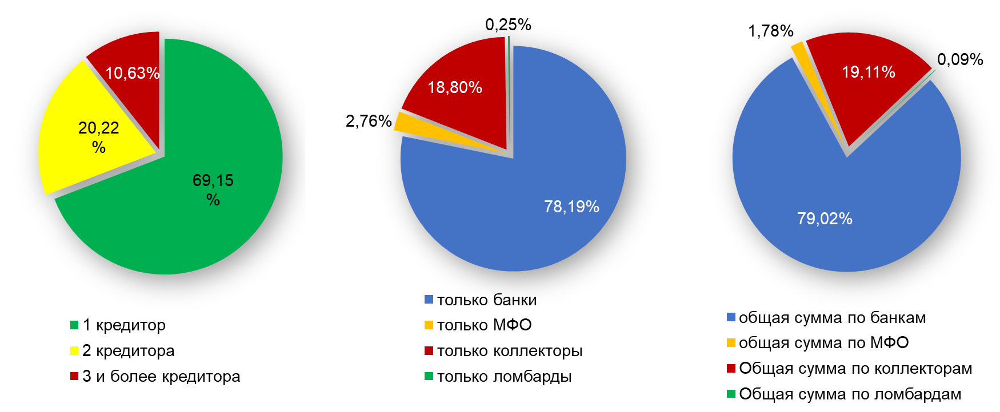 10,63%
20,22
%
69,15
%
1 кредитор
2 кредитора
3 и более кредитора
0,25%
18,80%
2,76%
78,19%
только банки
только МФО
только коллекторы
только ломбарды
1,78%
0,09%
19,11%
79,02%
общая сумма по банкам
общая сумма по МФО
Общая сумма по коллекторам
Общая сумма по ломбардам